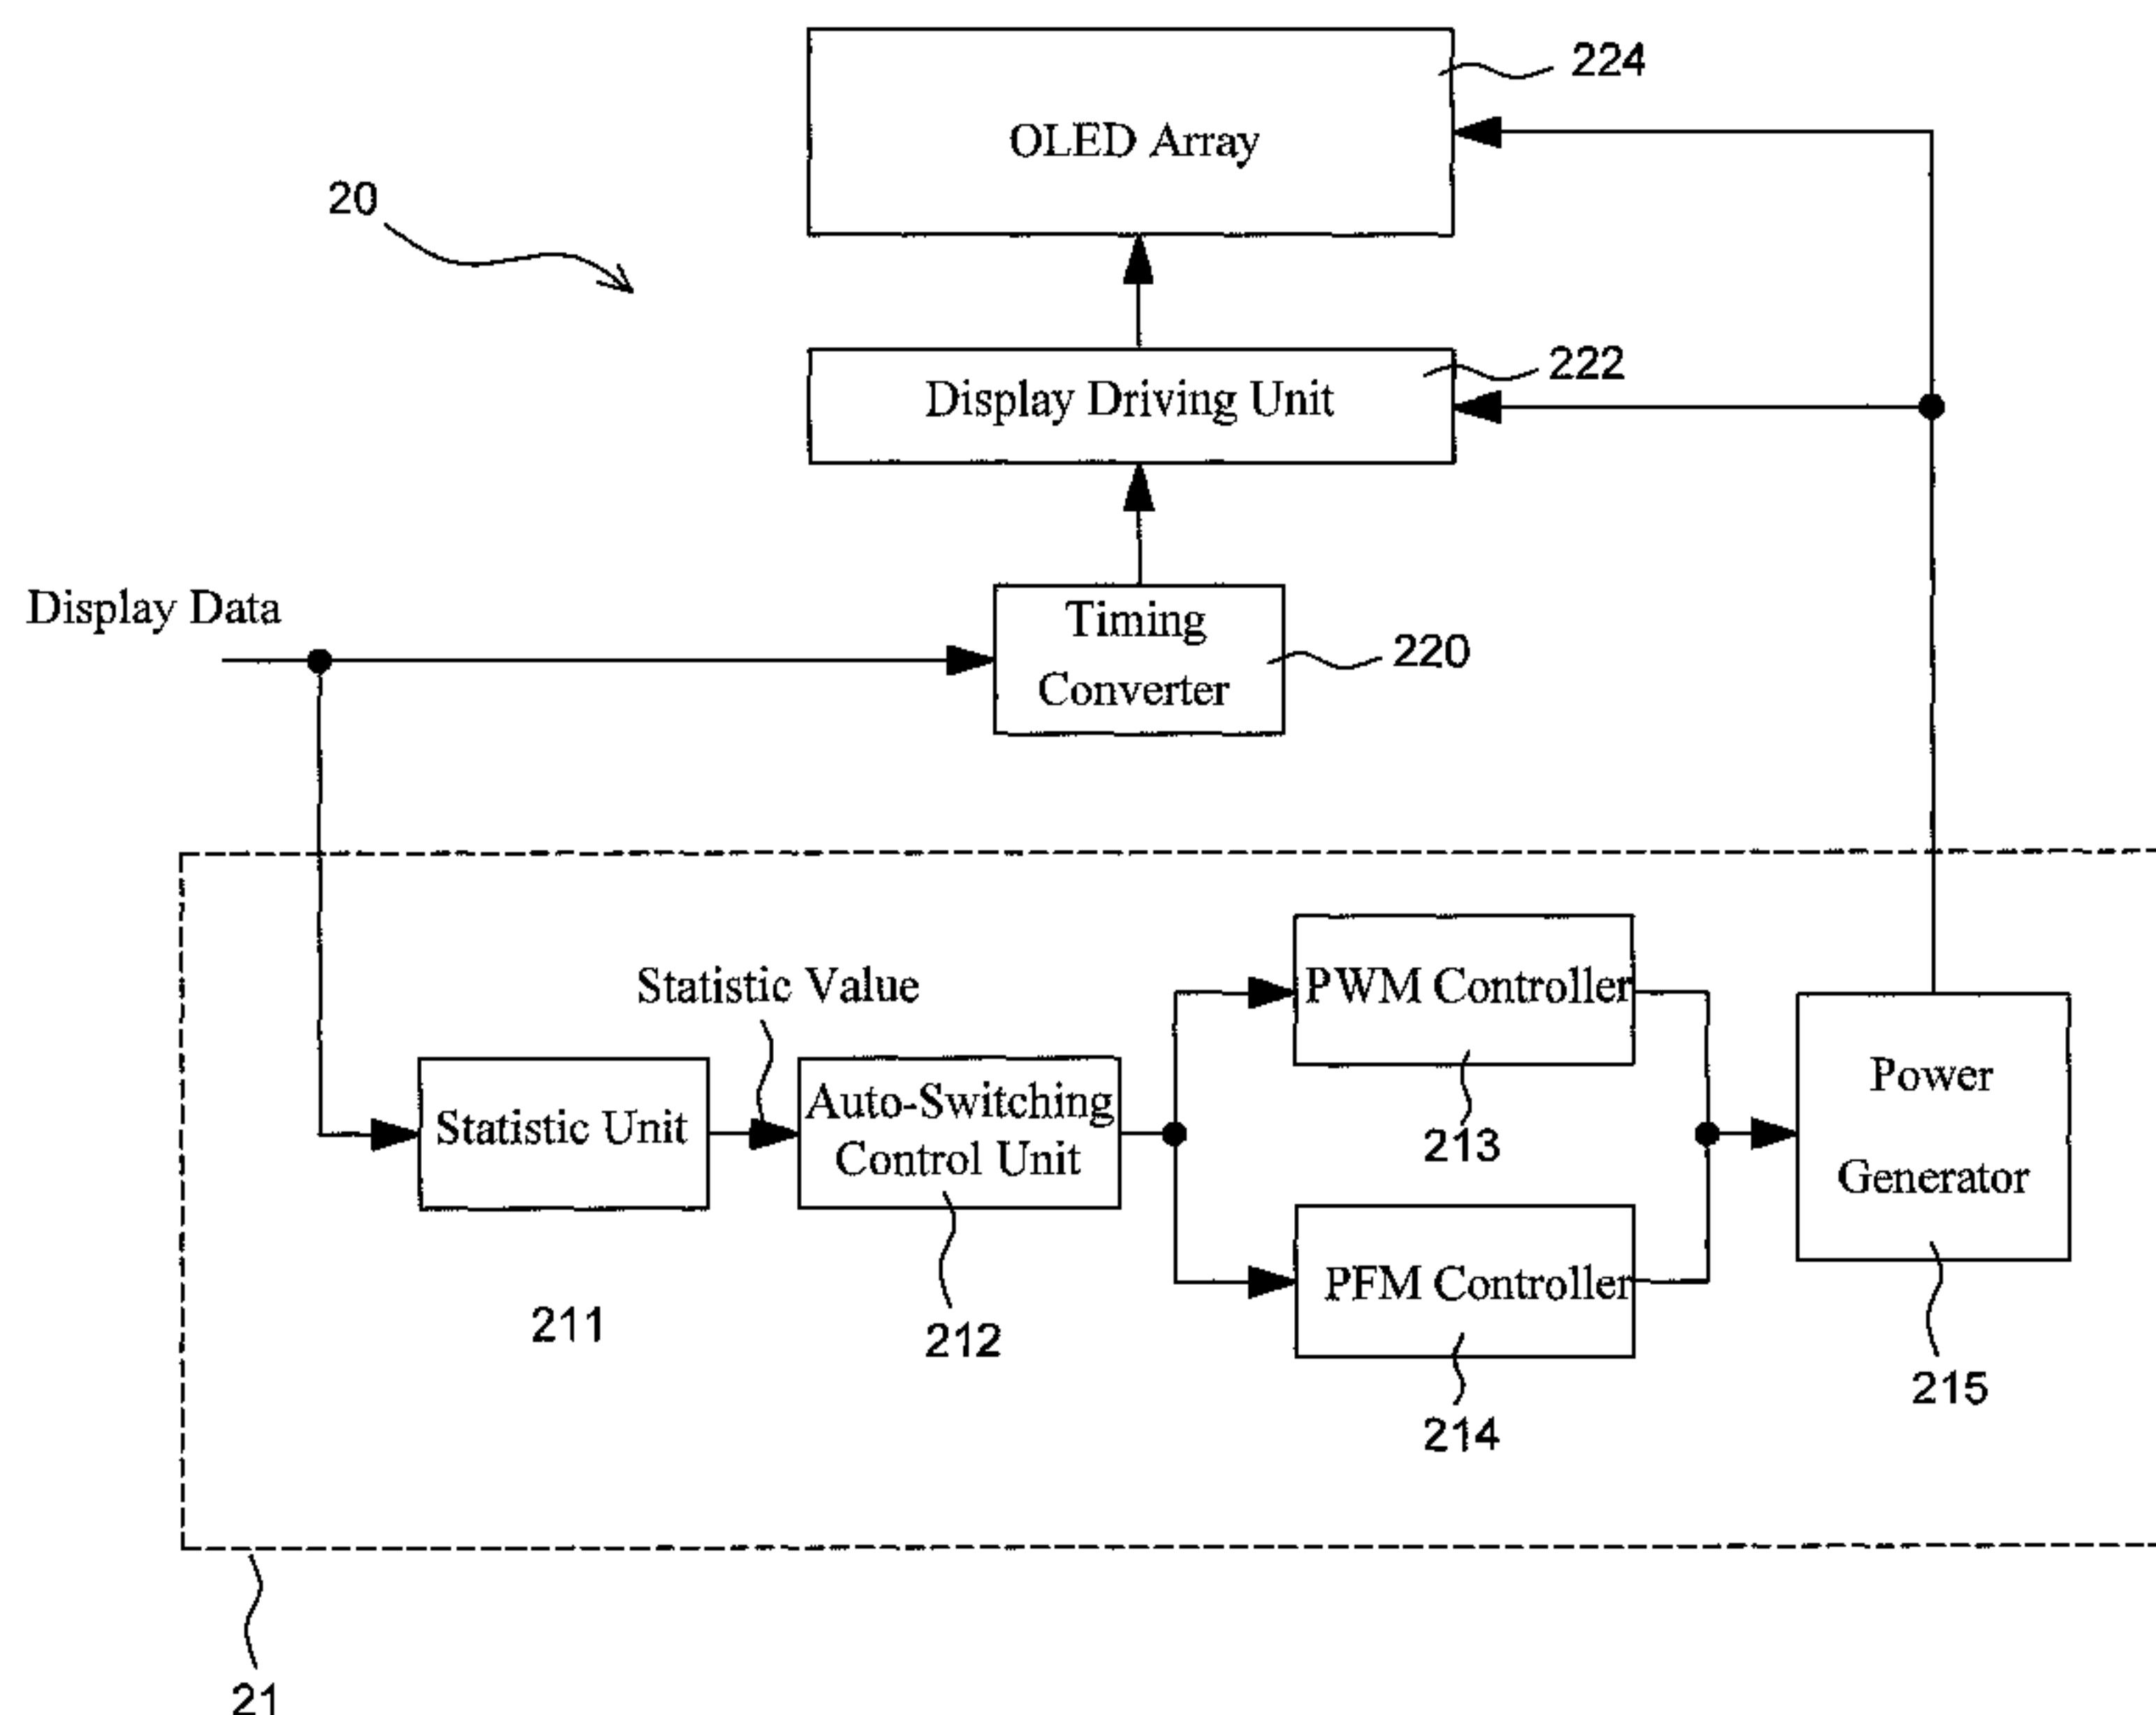 224
OLED Array
20
222
Display Driving Unit
Display Data
Timing
Converter
220
Statistic Value
PWM Controller
213
Power
Generator
Statistic Unit
Auto-Switching
Control Unit
PFM Controller
211
212
214
215
21